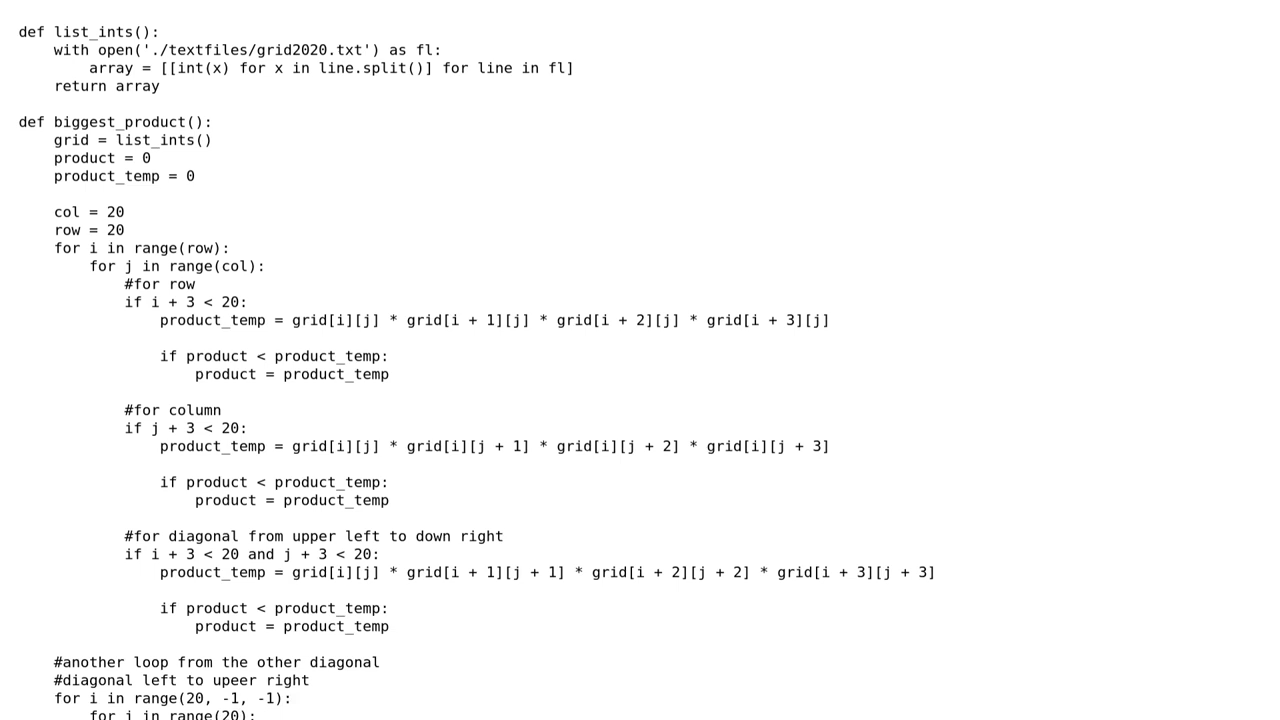 def list_ints():
    with open('./textfiles/grid2020.txt') as fl:
        array = [[int(x) for x in line.split()] for line in fl]
    return array

def biggest_product():
    grid = list_ints()
    product = 0
    product_temp = 0

    col = 20
    row = 20
    for i in range(row):
        for j in range(col):
            #for row
            if i + 3 < 20:
                product_temp = grid[i][j] * grid[i + 1][j] * grid[i + 2][j] * grid[i + 3][j]

                if product < product_temp:
                    product = product_temp

            #for column
            if j + 3 < 20:
                product_temp = grid[i][j] * grid[i][j + 1] * grid[i][j + 2] * grid[i][j + 3]

                if product < product_temp:
                    product = product_temp

            #for diagonal from upper left to down right
            if i + 3 < 20 and j + 3 < 20:
                product_temp = grid[i][j] * grid[i + 1][j + 1] * grid[i + 2][j + 2] * grid[i + 3][j + 3]

                if product < product_temp:
                    product = product_temp

    #another loop from the other diagonal
    #diagonal left to upeer right
    for i in range(20, -1, -1):
        for j in range(20):